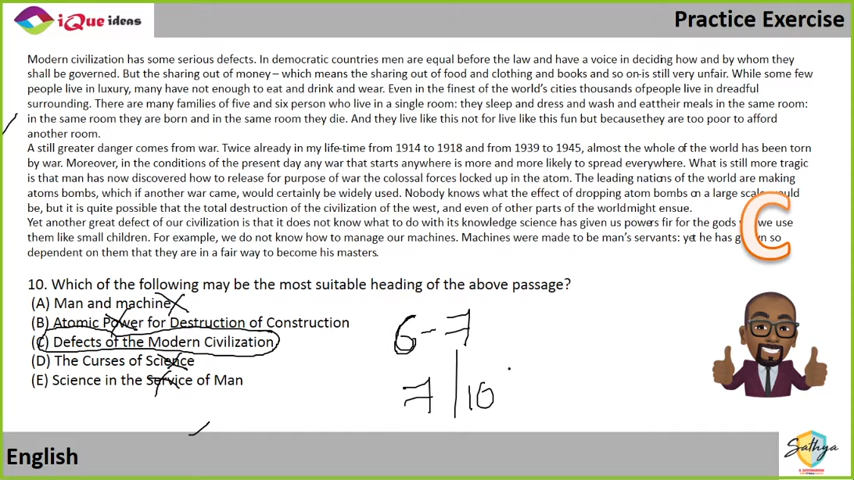 iQue ideas
Practice Exercise
Modern civilization has some serious defects. In democratic countries men are equal before the law and have a voice in deciding how and by whom they
shall be governed. But the sharing out of money – which means the sharing out of food and clothing and books and so on-is still very unfair. While some few
people live in luxury, many have not enough to eat and drink and wear. Even in the finest of the world's cities thousands of people live in dreadful
surrounding. There are many families of five and six person who live in a single room: they sleep and dress and wash and eat their meals in the same room:
in the same room they are born and in the same room they die. And they live like this not for live like this fun but because they are too poor to afford
another room.
A still greater danger comes from war. Twice already in my life-time from 1914 to 1918 and from 1939 to 1945, almost the whole of the world has been torn
by war. Moreover, in the conditions of the present day any war that starts anywhere is more and more likely to spread everywhere. What is still more tragic
is that man has now discovered how to release for purpose of war the colossal forces locked up in the atom. The leading nations of the world are making
atoms bombs, which if another war came, would certainly be widely used. Nobody knows what the effect of dropping atom bombs on a large scale would
be, but it is quite possible that the total destruction of the civilization of the west, and even of other parts of the world might ensue.
Yet another great defect of our civilization is that it does not know what to do with its knowledge science has given us powers fir for the gods we use
them like small children. For example, we do not know how to manage our machines. Machines were made to be man's servants: yet he has grown so
dependent on them that they are in a fair way to become his masters.
C
10. Which of the following may be the most suitable heading of the above passage?
(A) Man and machine
(B) Atomic Power for Destruction of Construction
(C) Defects of the Modern Civilization
(D) The Curses of Science
(E) Science in the Service of Man
6-7
7 | 10
English
Sathya